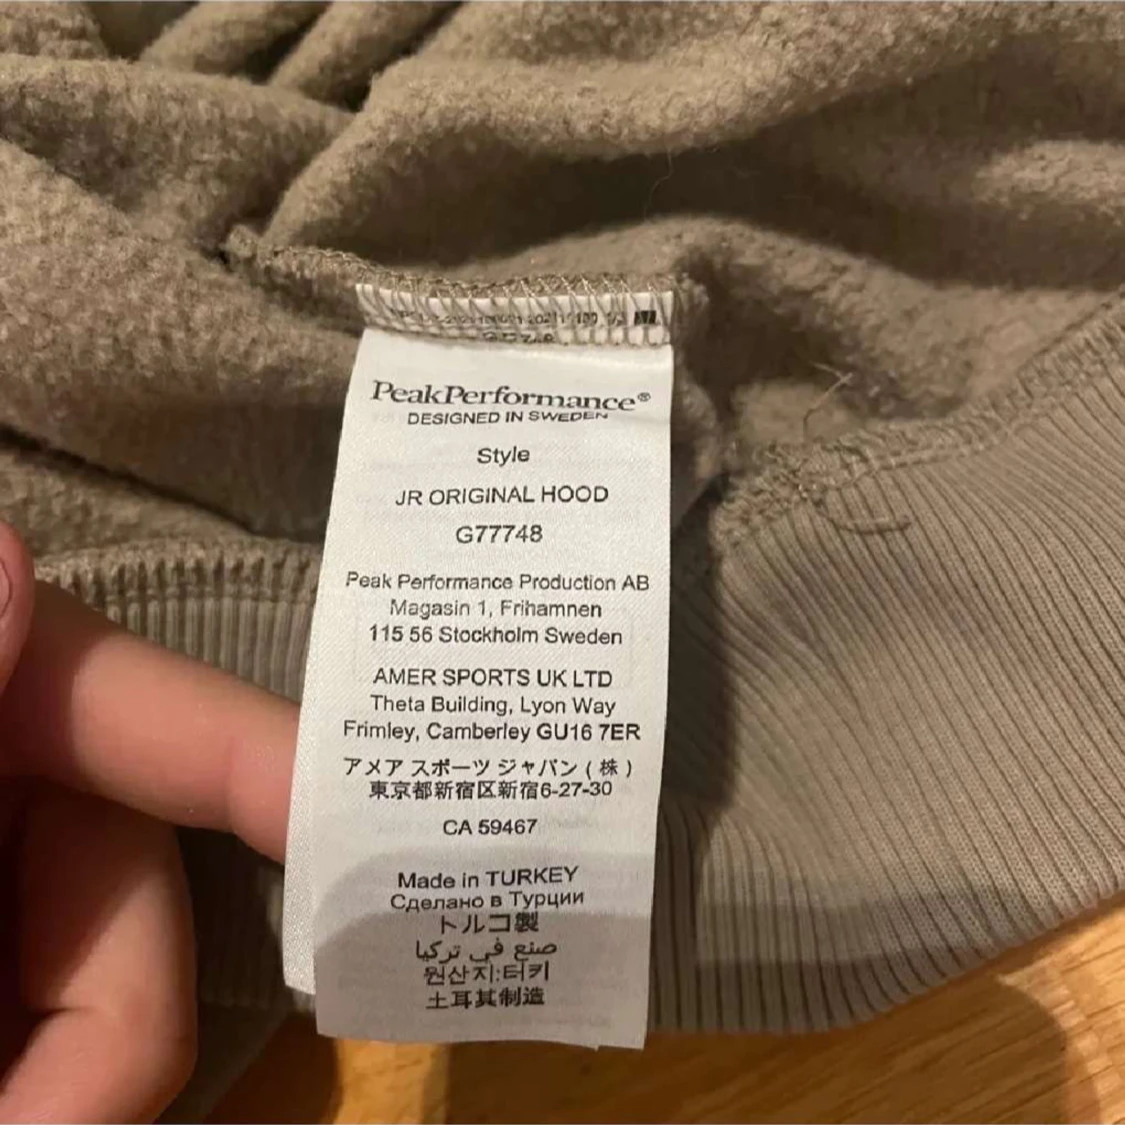 PeakPerformance®
DESIGNED IN SWEDEN
Style
JR ORIGINAL HOOD
G77748
Peak Performance Production AB
Magasin 1, Frihamnen
115 56 Stockholm Sweden
AMER SPORTS UK LTD
Theta Building, Lyon Way
Frimley, Camberley GU16 7ER
アメア スポーツ ジャパン ( 株 )
東京都新宿区新宿6-27-30
CA 59467
Made in TURKEY
Сделано в Турции
トルコ製
صنع في تركيا
원산지:터키
土耳其制造